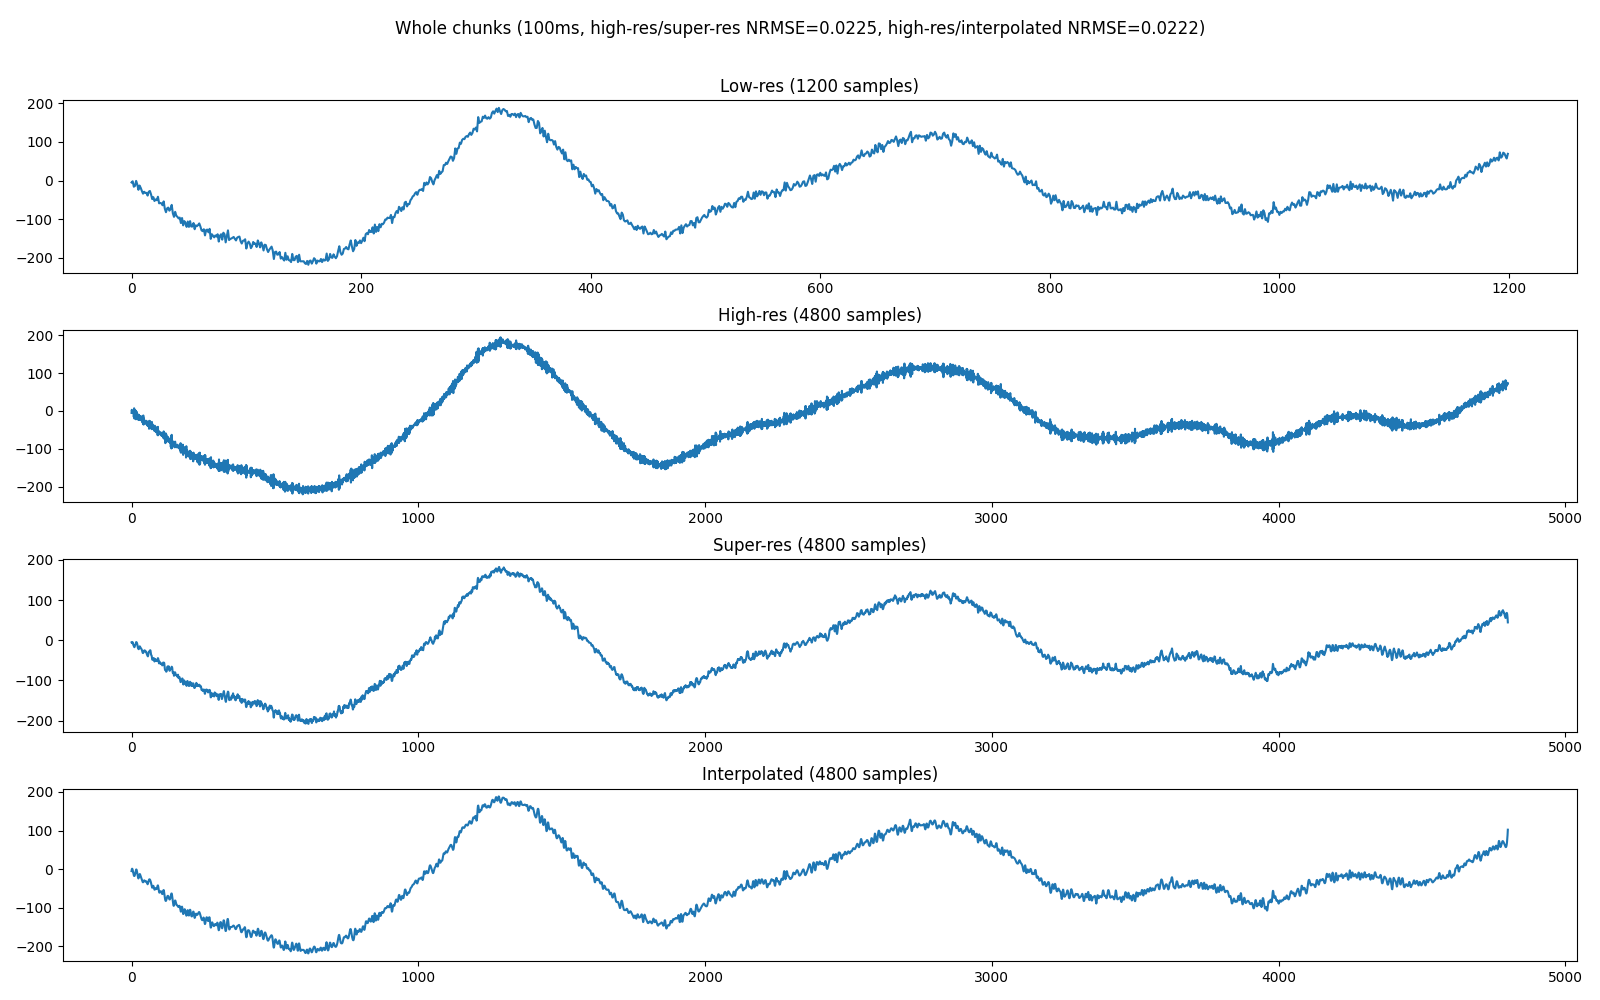 Whole chunks (100ms, high-res/super-res NRMSE=0.0225, high-res/interpolated NRMSE=0.0222)
Low-res (1200 samples)
200
100
0
−100
−200
0 200 400 600 800 1000 1200
High-res (4800 samples)
200
100
0
−100
−200
0 1000 2000 3000 4000 5000
Super-res (4800 samples)
200
100
0
−100
−200
0 1000 2000 3000 4000 5000
Interpolated (4800 samples)
200
100
0
−100
−200
0 1000 2000 3000 4000 5000